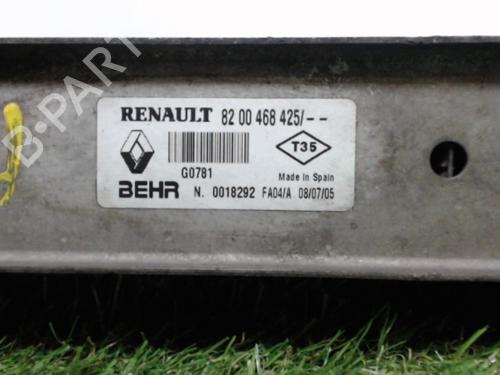 B-PARTS
RENAULT 82 00 468 425/--
G0781
T35
Made in Spain
BEHR N. 0018292 FA04/A 08/07/05